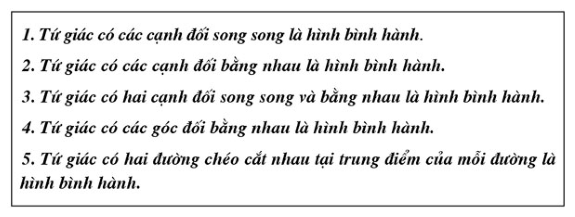 1. Tứ giác có các cạnh đối song song là hình bình hành.
2. Tứ giác có các cạnh đối bằng nhau là hình bình hành.
3. Tứ giác có hai cạnh đối song song và bằng nhau là hình bình hành.
4. Tứ giác có các góc đối bằng nhau là hình bình hành.
5. Tứ giác có hai đường chéo cắt nhau tại trung điểm của mỗi đường là
hình bình hành.